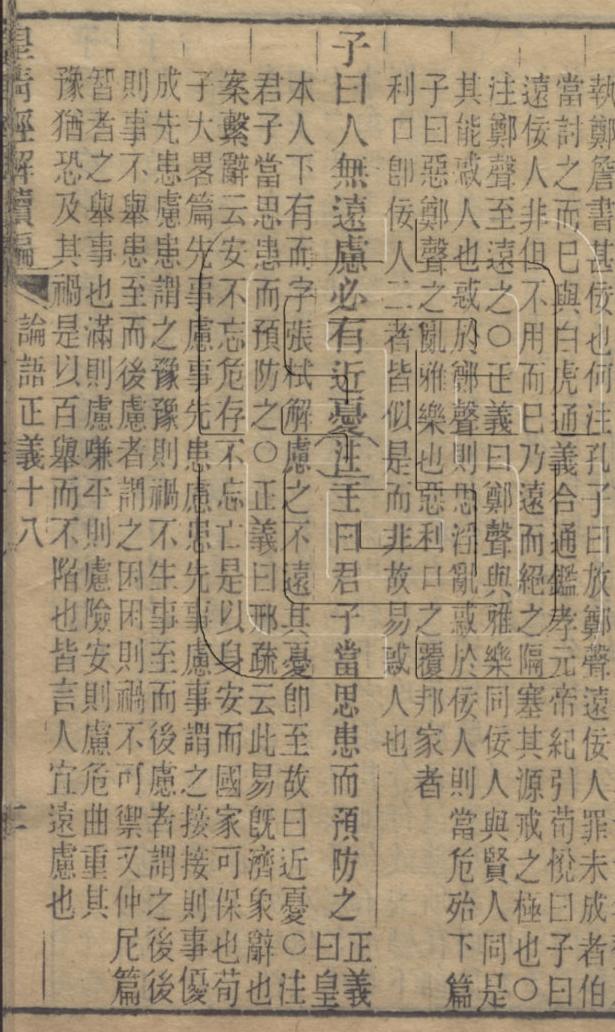 執鄭詹書甚佞也何注孔子曰放鄭聲遠佞人罪未成者伯
當討之而已與白虎通義合通鑑孝元帝紀引荀悅曰子曰
遠佞人非但不用而已乃遠而絕之隔塞其源戒之極也○
注鄭聲至遠之○正義曰鄭聲與雅樂同佞人與賢人同是
其能惑人也惑於鄭聲則思淫亂惑於佞人則當危殆下篇
子曰惡鄭聲之亂雅樂也惡利口之覆邦家者
利口卽佞人二者皆似是而非故易惑人也
子曰人無遠慮必有近憂注王曰君子當思患而預防之正義
曰皇
本人下有而字張栻解慮之不遠其憂卽至故曰近憂○注
君子當思患而預防之○正義曰邢疏云此易旣濟象辭也
案繫辭云安不忘危存不忘亡是以身安而國家可保也荀
子大畧篇先事慮事先患慮患先事慮事謂之接接則事優
成先患慮患謂之豫豫則禍不生事至而後慮者謂之後後
則事不舉患至而後慮者謂之困困則禍不可禦又仲尼篇
智者之舉事也滿則慮嗛平則慮險安則慮危曲重其
豫猶恐及其禍是以百舉而不陷也皆言人宜遠慮也
皇清經解續編
論語正義十八
二